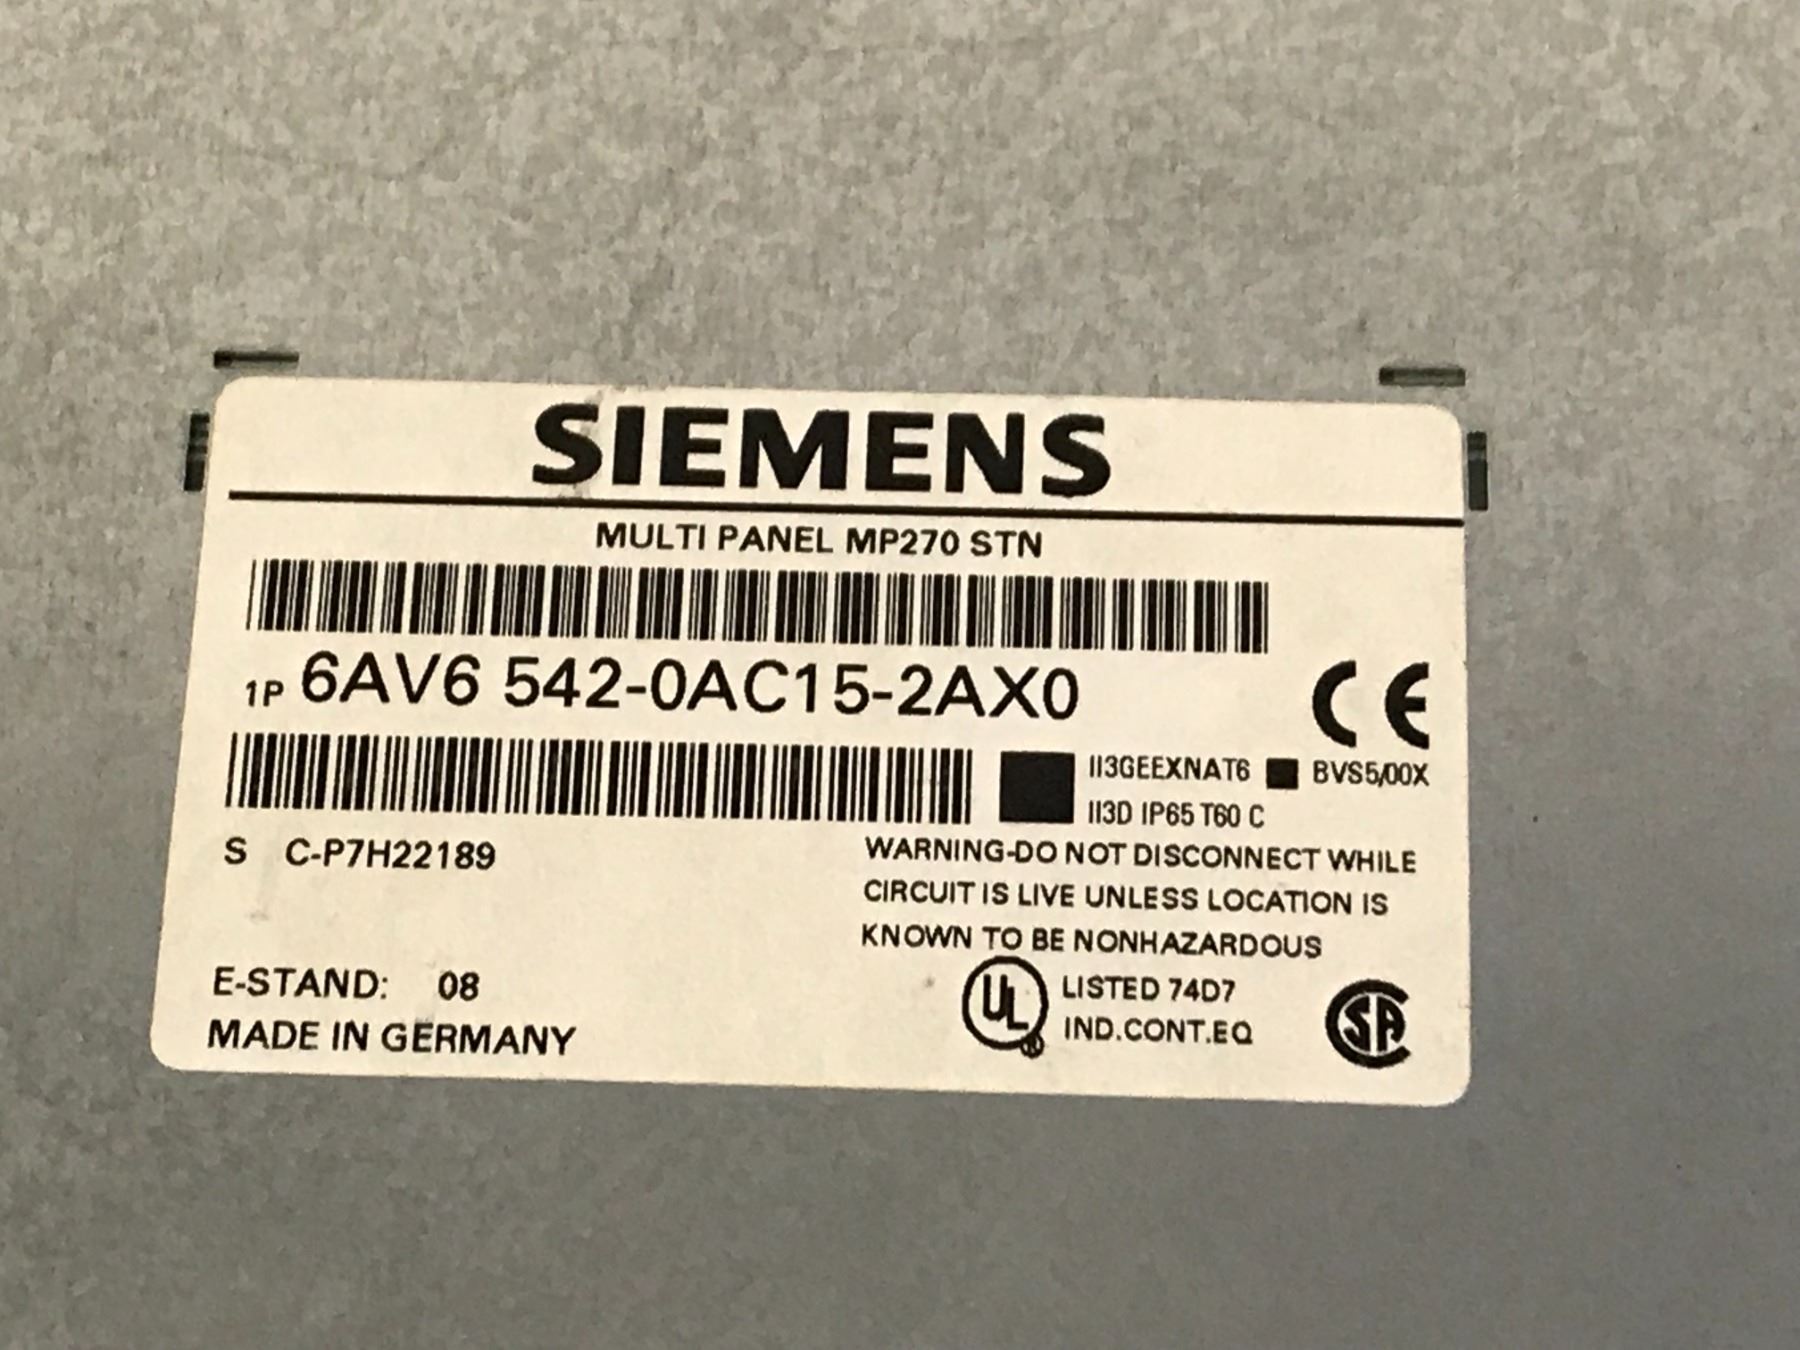 SIEMENS
MULTI PANEL MP270 STN
1P 6AV6 542-0AC15-2AX0
CE
II3GEEXNAT6 BVS5/00X
II3D IP65 T60 C
S C-P7H22189
WARNING-DO NOT DISCONNECT WHILE
CIRCUIT IS LIVE UNLESS LOCATION IS
KNOWN TO BE NONHAZARDOUS
E-STAND: 08
MADE IN GERMANY
UL® LISTED 74D7
IND.CONT.EQ
SA